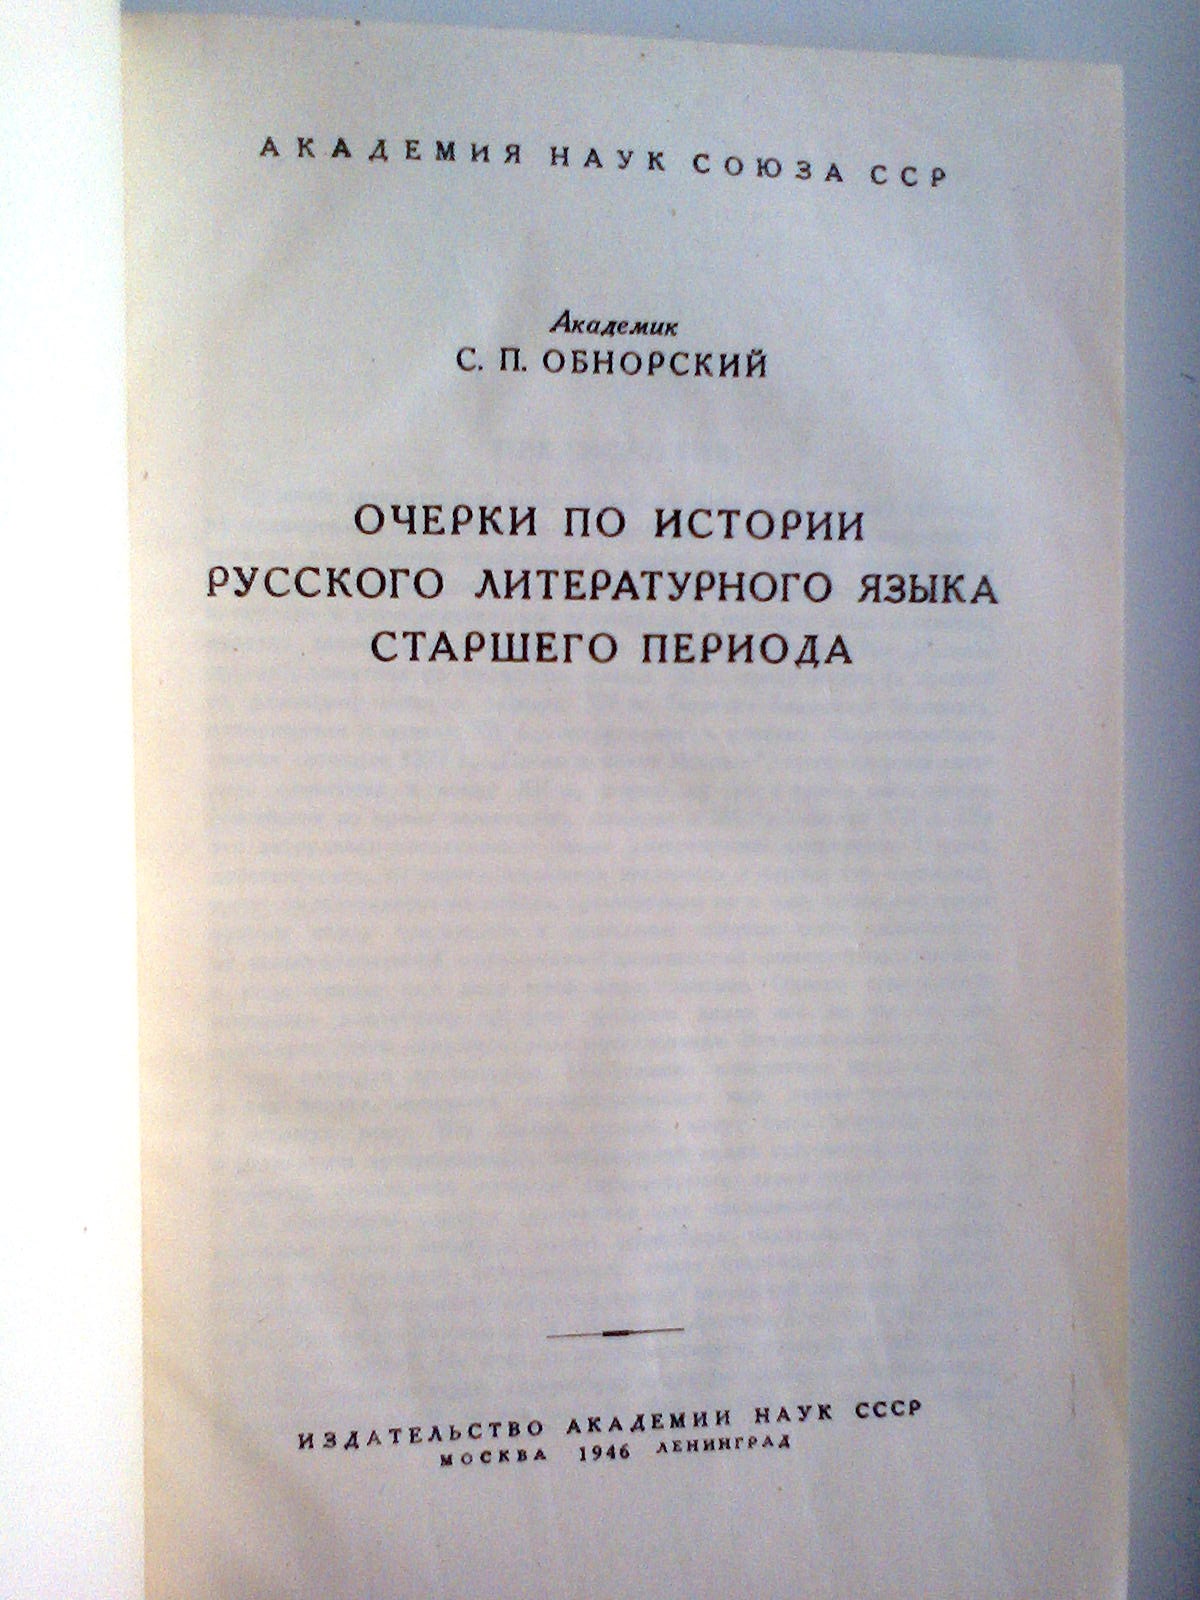 АКАДЕМИЯ НАУК СОЮЗА ССР
Академик
С. П. ОБНОРСКИЙ
ОЧЕРКИ ПО ИСТОРИИ
РУССКОГО ЛИТЕРАТУРНОГО ЯЗЫКА
СТАРШЕГО ПЕРИОДА
ИЗДАТЕЛЬСТВО АКАДЕМИИ НАУК СССР
МОСКВА 1946 ЛЕНИНГРАД